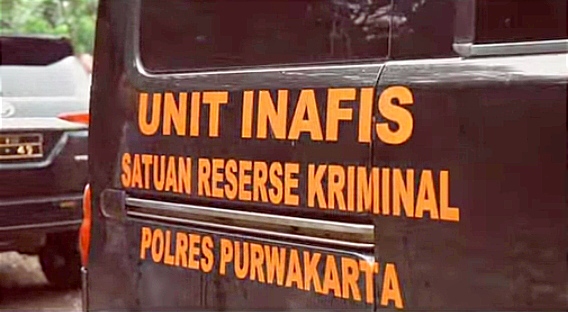 UNIT INAFIS
SATUAN RESERSE KRIMINAL
POLRES PURWAKARTA